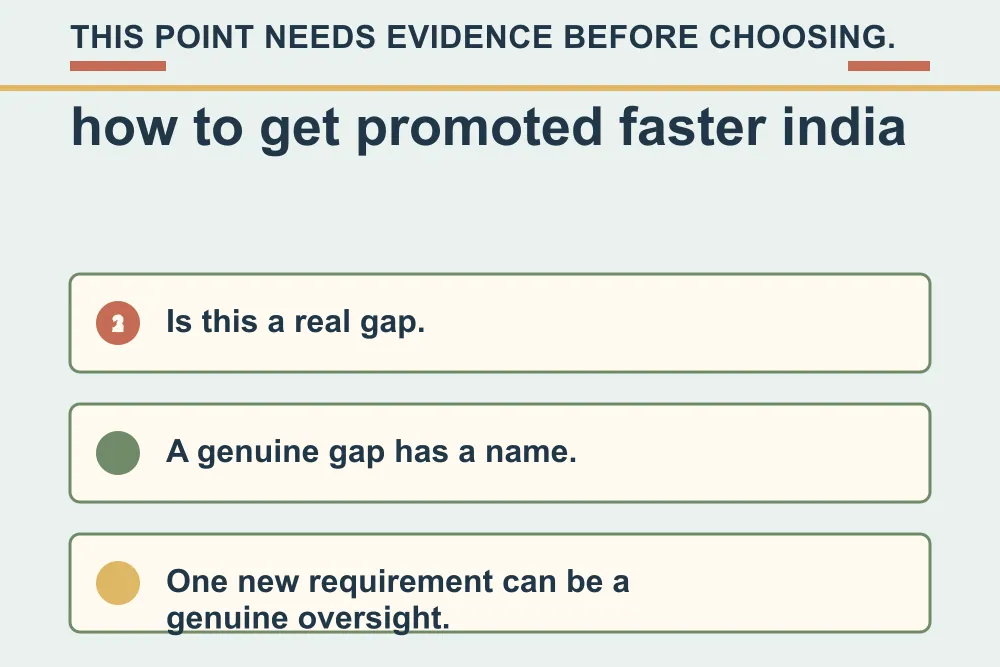 THIS POINT NEEDS EVIDENCE BEFORE CHOOSING.
how to get promoted faster india
Is this a real gap.
A genuine gap has a name.
One new requirement can be a
genuine oversight.